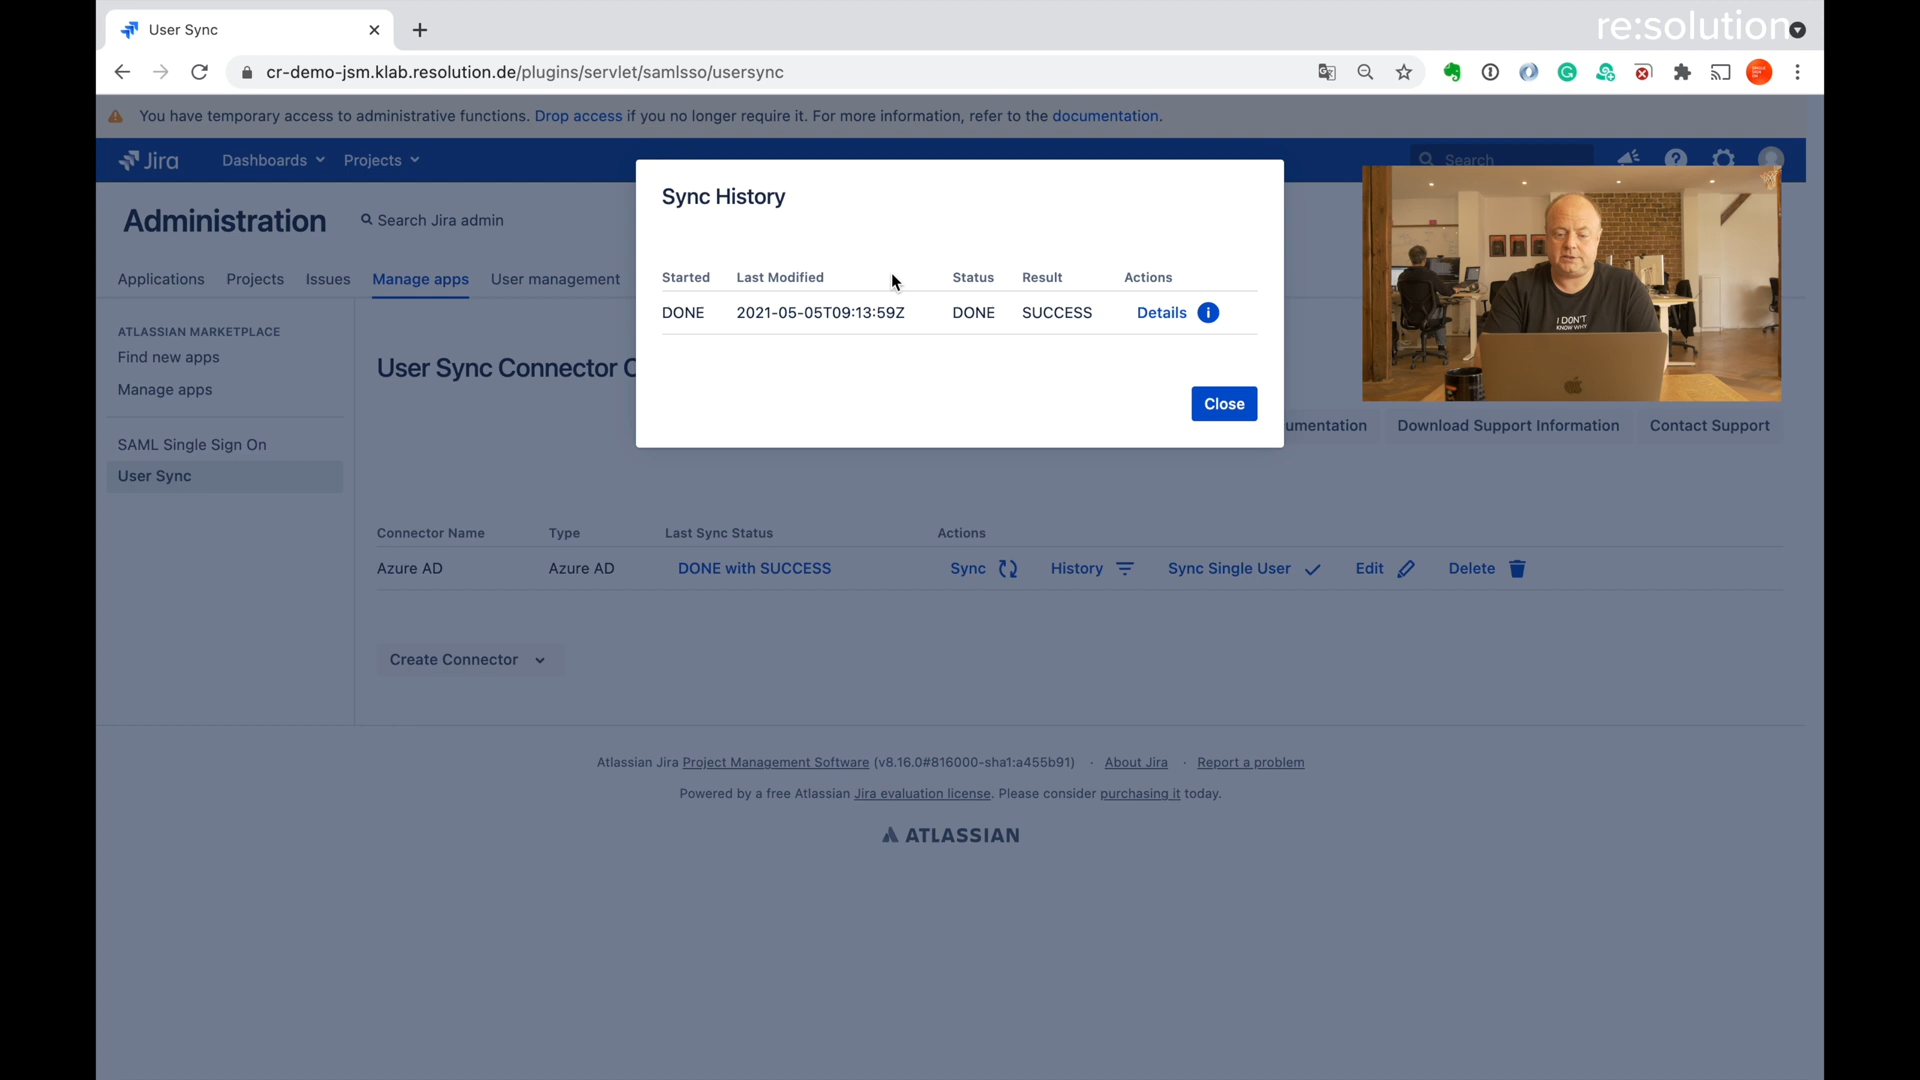 User Sync
re:solution
cr-demo-jsm.klab.resolution.de/plugins/servlet/samlsso/usersync
You have temporary access to administrative functions. Drop access if you no longer require it. For more information, refer to the documentation.
Jira
Dashboards
Projects
Search
Administration
Search Jira admin
Applications
Projects
Issues
Manage apps
User management
Sync History
Started Last Modified Status Result Actions
DONE 2021-05-05T09:13:59Z DONE SUCCESS Details
Close
I DON'T
KNOW WHY
ATLASSIAN MARKETPLACE
Find new apps
Manage apps
SAML Single Sign On
User Sync
User Sync Connector C
umentation
Download Support Information
Contact Support
Connector Name Type Last Sync Status Actions
Azure AD Azure AD DONE with SUCCESS Sync History Sync Single User Edit Delete
Create Connector
Atlassian Jira Project Management Software (v8.16.0#816000-sha1:a455b91) · About Jira · Report a problem
Powered by a free Atlassian Jira evaluation license. Please consider purchasing it today.
ATLASSIAN